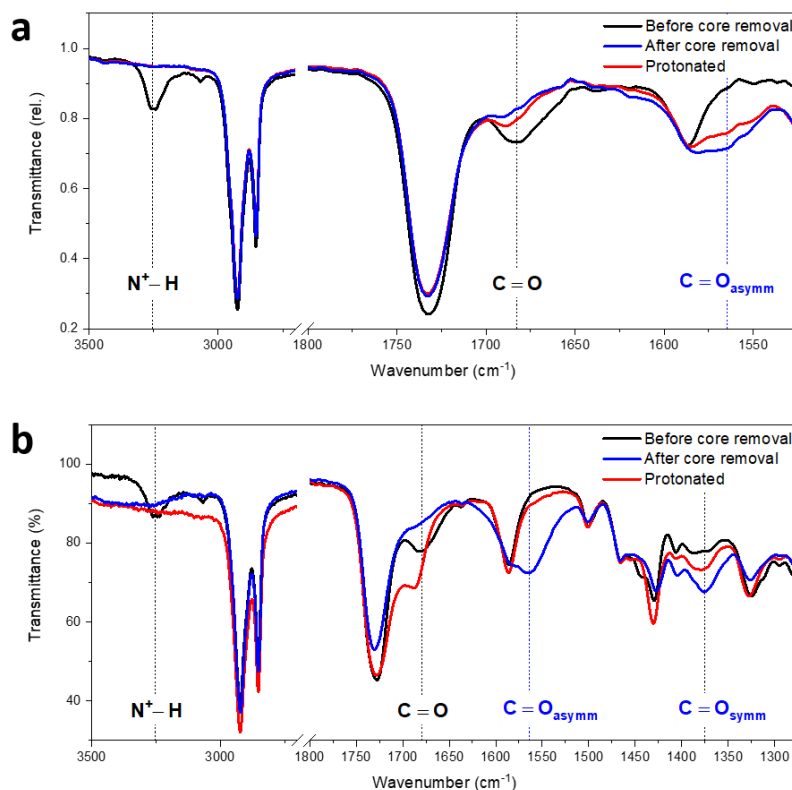 a
Before core removal
After core removal
Protonated
1.0
0.8
0.6
0.4
0.2
Transmittance (rel.)
N⁺–H
C=O
C=Oasymm
3500
3000
1800
1750
1700
1650
1600
1550
Wavenumber (cm⁻¹)
b
Before core removal
After core removal
Protonated
100
80
60
40
Transmittance (%)
N⁺–H
C=O
C=Oasymm
C=Osymm
3500
3000
1800
1750
1700
1650
1600
1550
1500
1450
1400
1350
1300
Wavenumber (cm⁻¹)